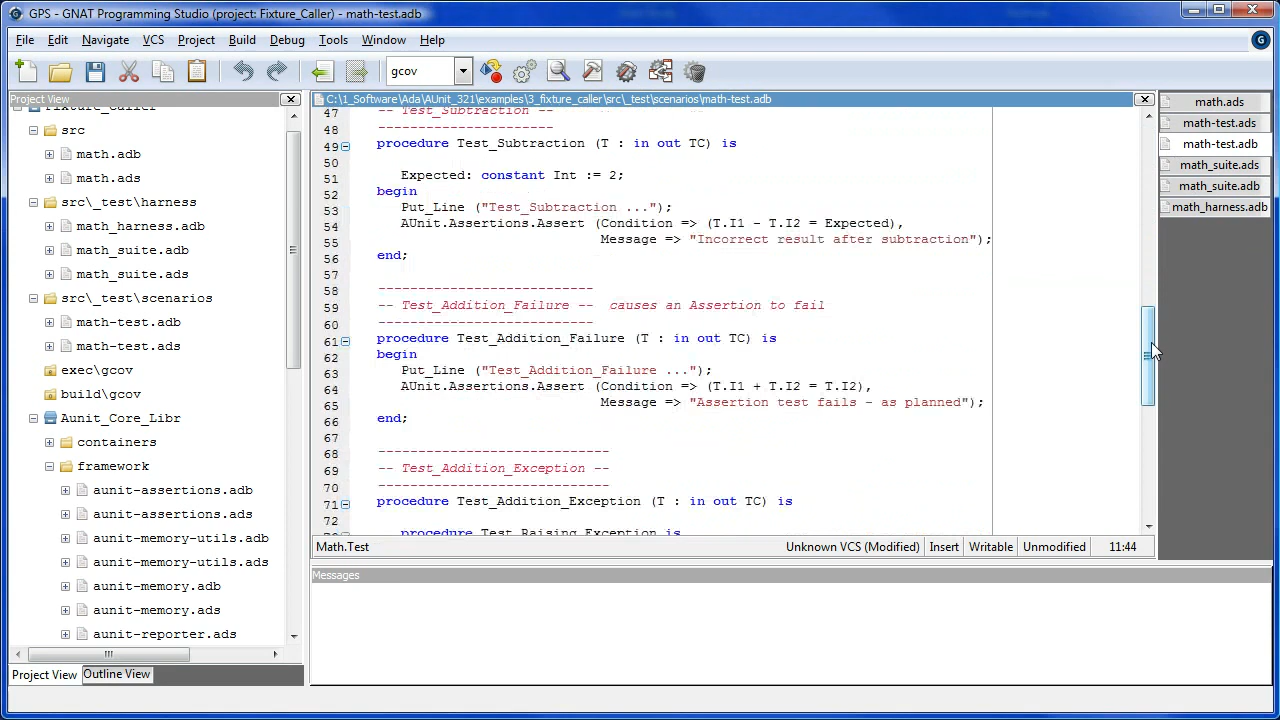 GPS - GNAT Programming Studio (project: Fixture_Caller) - math-test.adb
File Edit Navigate VCS Project Build Debug Tools Window Help
gcov
Project View
Fixture_Caller
src
math.adb
math.ads
src\_test\harness
math_harness.adb
math_suite.adb
math_suite.ads
src\_test\scenarios
math-test.adb
math-test.ads
exec\gcov
build\gcov
Aunit_Core_Libr
containers
framework
aunit-assertions.adb
aunit-assertions.ads
aunit-memory-utils.adb
aunit-memory-utils.ads
aunit-memory.adb
aunit-memory.ads
aunit-reporter.ads
Project View Outline View
C:\1_Software\Ada\AUnit_321\examples\3_fixture_caller\src\_test\scenarios\math-test.adb
47 -- Test_Subtraction --
48 ----------------------
49 procedure Test_Subtraction (T : in out TC) is
50
51 Expected: constant Int := 2;
52 begin
53 Put_Line ("Test_Subtraction ...");
54 AUnit.Assertions.Assert (Condition => (T.I1 - T.I2 = Expected),
55 Message => "Incorrect result after subtraction");
56 end;
57
58 ---------------------------
59 -- Test_Addition_Failure -- causes an Assertion to fail
60 ---------------------------
61 procedure Test_Addition_Failure (T : in out TC) is
62 begin
63 Put_Line ("Test_Addition_Failure ...");
64 AUnit.Assertions.Assert (Condition => (T.I1 + T.I2 = T.I2),
65 Message => "Assertion test fails - as planned");
66 end;
67
68 -----------------------------
69 -- Test_Addition_Exception --
70 -----------------------------
71 procedure Test_Addition_Exception (T : in out TC) is
72
procedure Test_Raising_Exception is
Math.Test Unknown VCS (Modified) Insert Writable Unmodified 11:44
Messages
math.ads
math-test.ads
math-test.adb
math_suite.ads
math_suite.adb
math_harness.adb